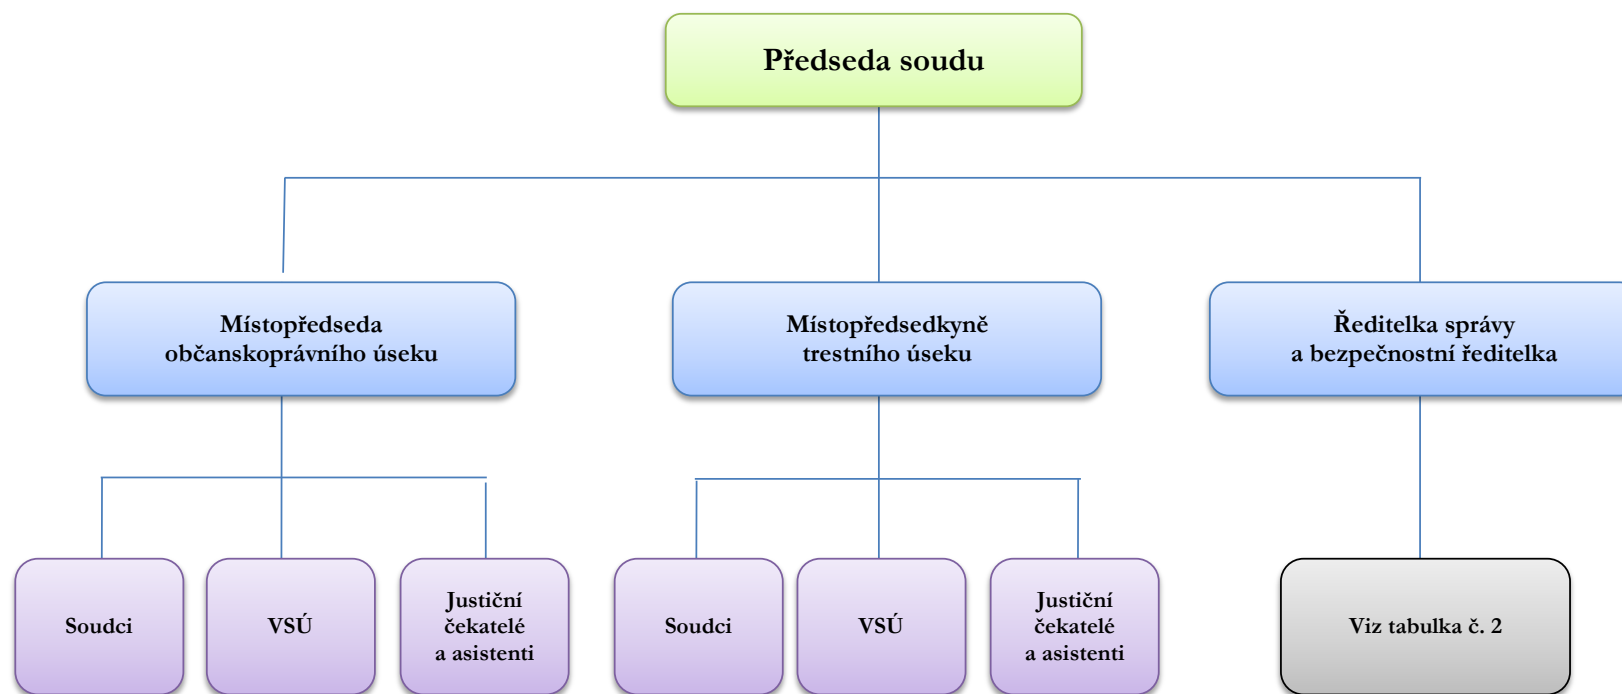 Předseda soudu
Místopředseda
občanskoprávního úseku
Místopředsedkyně
trestního úseku
Ředitelka správy
a bezpečnostní ředitelka
Soudci
VSÚ
Justiční
čekatelé
a asistenti
Soudci
VSÚ
Justiční
čekatelé
a asistenti
Viz tabulka č. 2